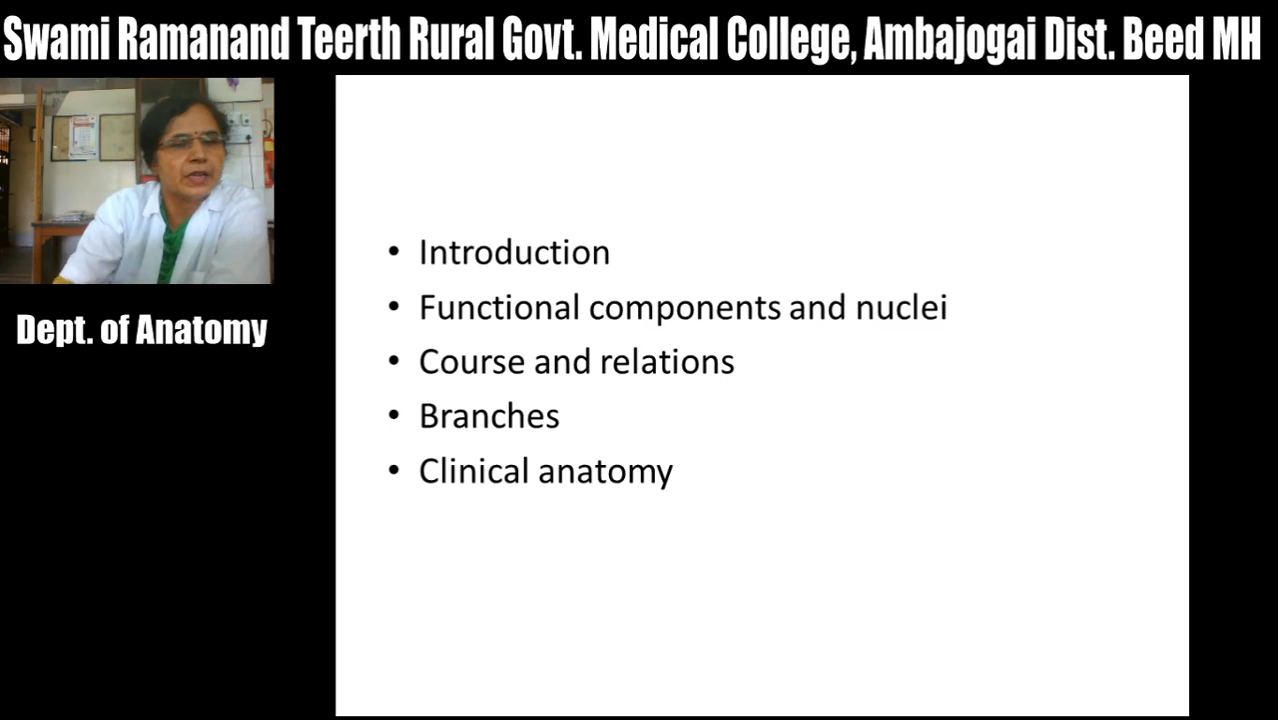 Swami Ramanand Teerth Rural Govt. Medical College, Ambajogai Dist. Beed MH
Dept. of Anatomy
• Introduction
• Functional components and nuclei
• Course and relations
• Branches
• Clinical anatomy